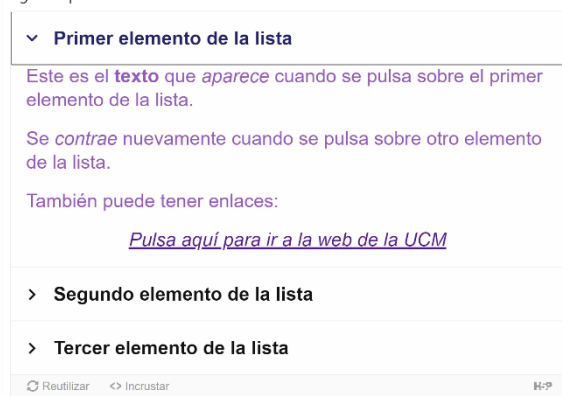 Primer elemento de la lista
Este es el texto que aparece cuando se pulsa sobre el primer
elemento de la lista.
Se contrae nuevamente cuando se pulsa sobre otro elemento
de la lista.
También puede tener enlaces:
Pulsa aquí para ir a la web de la UCM
Segundo elemento de la lista
Tercer elemento de la lista
Reutilizar <> Incrustar H5P